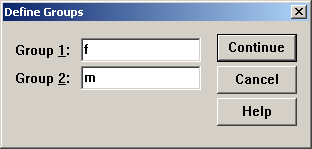 Define Groups
Group 1: f
Continue
Group 2: m
Cancel
Help